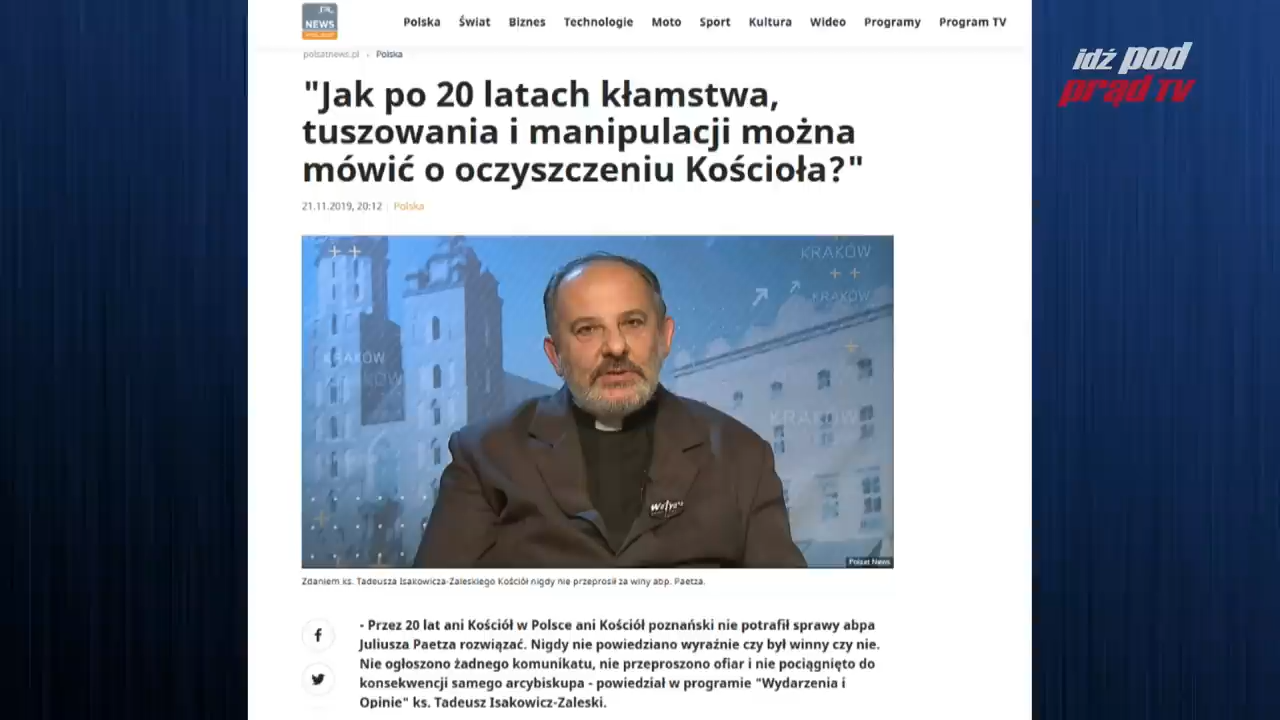 NEWS
POLSAT
Polska Świat Biznes Technologie Moto Sport Kultura Wideo Programy Program TV
idź pod
prąd TV
polsatnews.pl › Polska
"Jak po 20 latach kłamstwa,
tuszowania i manipulacji można
mówić o oczyszczeniu Kościoła?"
21.11.2019, 20:12 | Polska
KRAKÓW
KRAKÓW
KRAKÓW
KRAKÓW
KRAKÓW
Wołyń
Polsat News
Zdaniem ks. Tadeusza Isakowicza-Zaleskiego Kościół nigdy nie przeprosił za winy abp. Paetza.
- Przez 20 lat ani Kościół w Polsce ani Kościół poznański nie potrafił sprawy abpa
Juliusza Paetza rozwiązać. Nigdy nie powiedziano wyraźnie czy był winny czy nie.
Nie ogłoszono żadnego komunikatu, nie przeproszono ofiar i nie pociągnięto do
konsekwencji samego arcybiskupa - powiedział w programie "Wydarzenia i
Opinie" ks. Tadeusz Isakowicz-Zaleski.